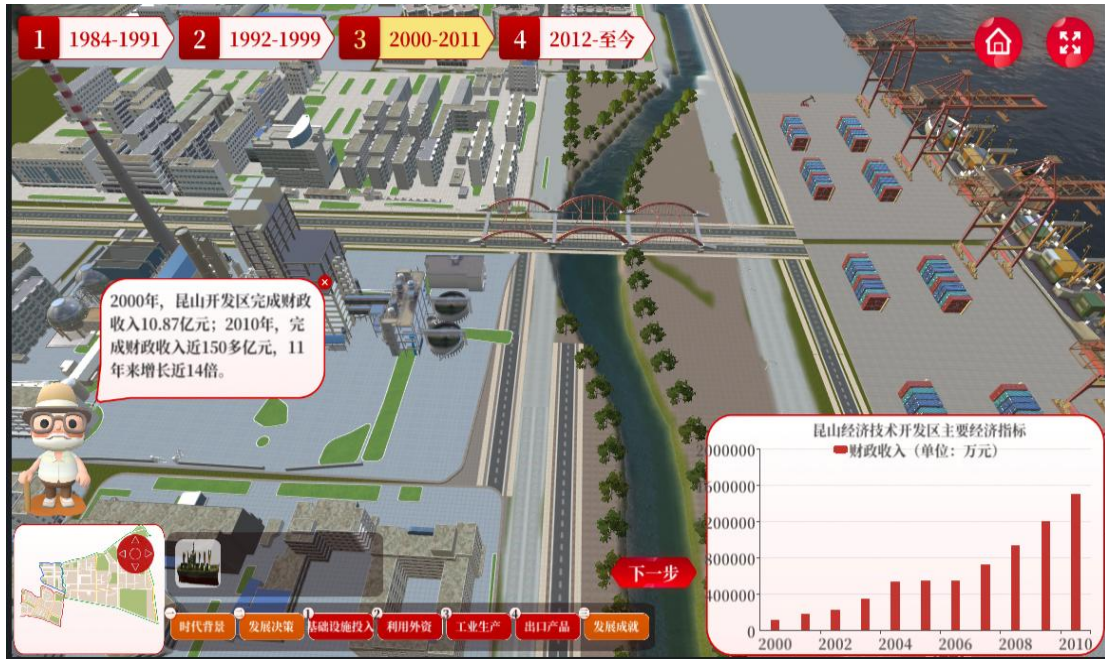 1 1984-1991 2 1992-1999 3 2000-2011 4 2012-至今
2000年，昆山开发区完成财政
收入10.87亿元；2010年，完
成财政收入近150多亿元，11
年来增长近14倍。
昆山经济技术开发区主要经济指标
财政收入（单位：万元）
2000000
1600000
1200000
800000
400000
0
2000 2002 2004 2006 2008 2010
下一步
一 时代背景 二 发展决策 1 基础设施投入 2 利用外资 3 工业生产 4 出口产品 三 发展成就